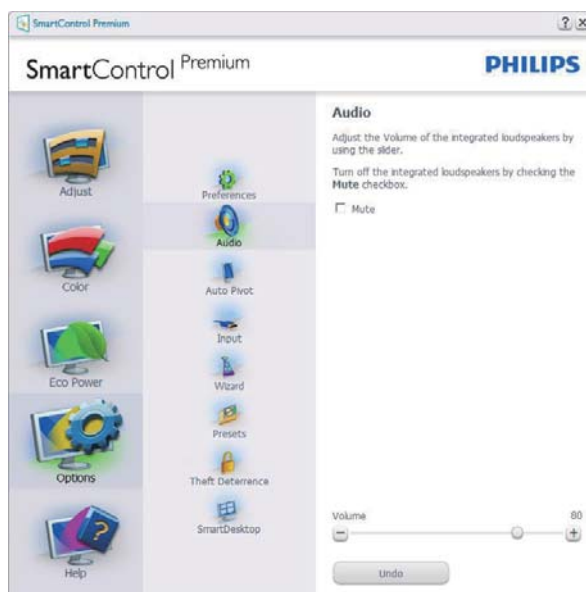 SmartControl Premium
SmartControl Premium
PHILIPS
Adjust
Color
Eco Power
Options
Help
Preferences
Audio
Auto Pivot
Input
Wizard
Presets
Theft Deterrence
SmartDesktop
Audio
Adjust the Volume of the integrated loudspeakers by
using the slider.
Turn off the integrated loudspeakers by checking the
Mute checkbox.
Mute
Volume 80
Undo